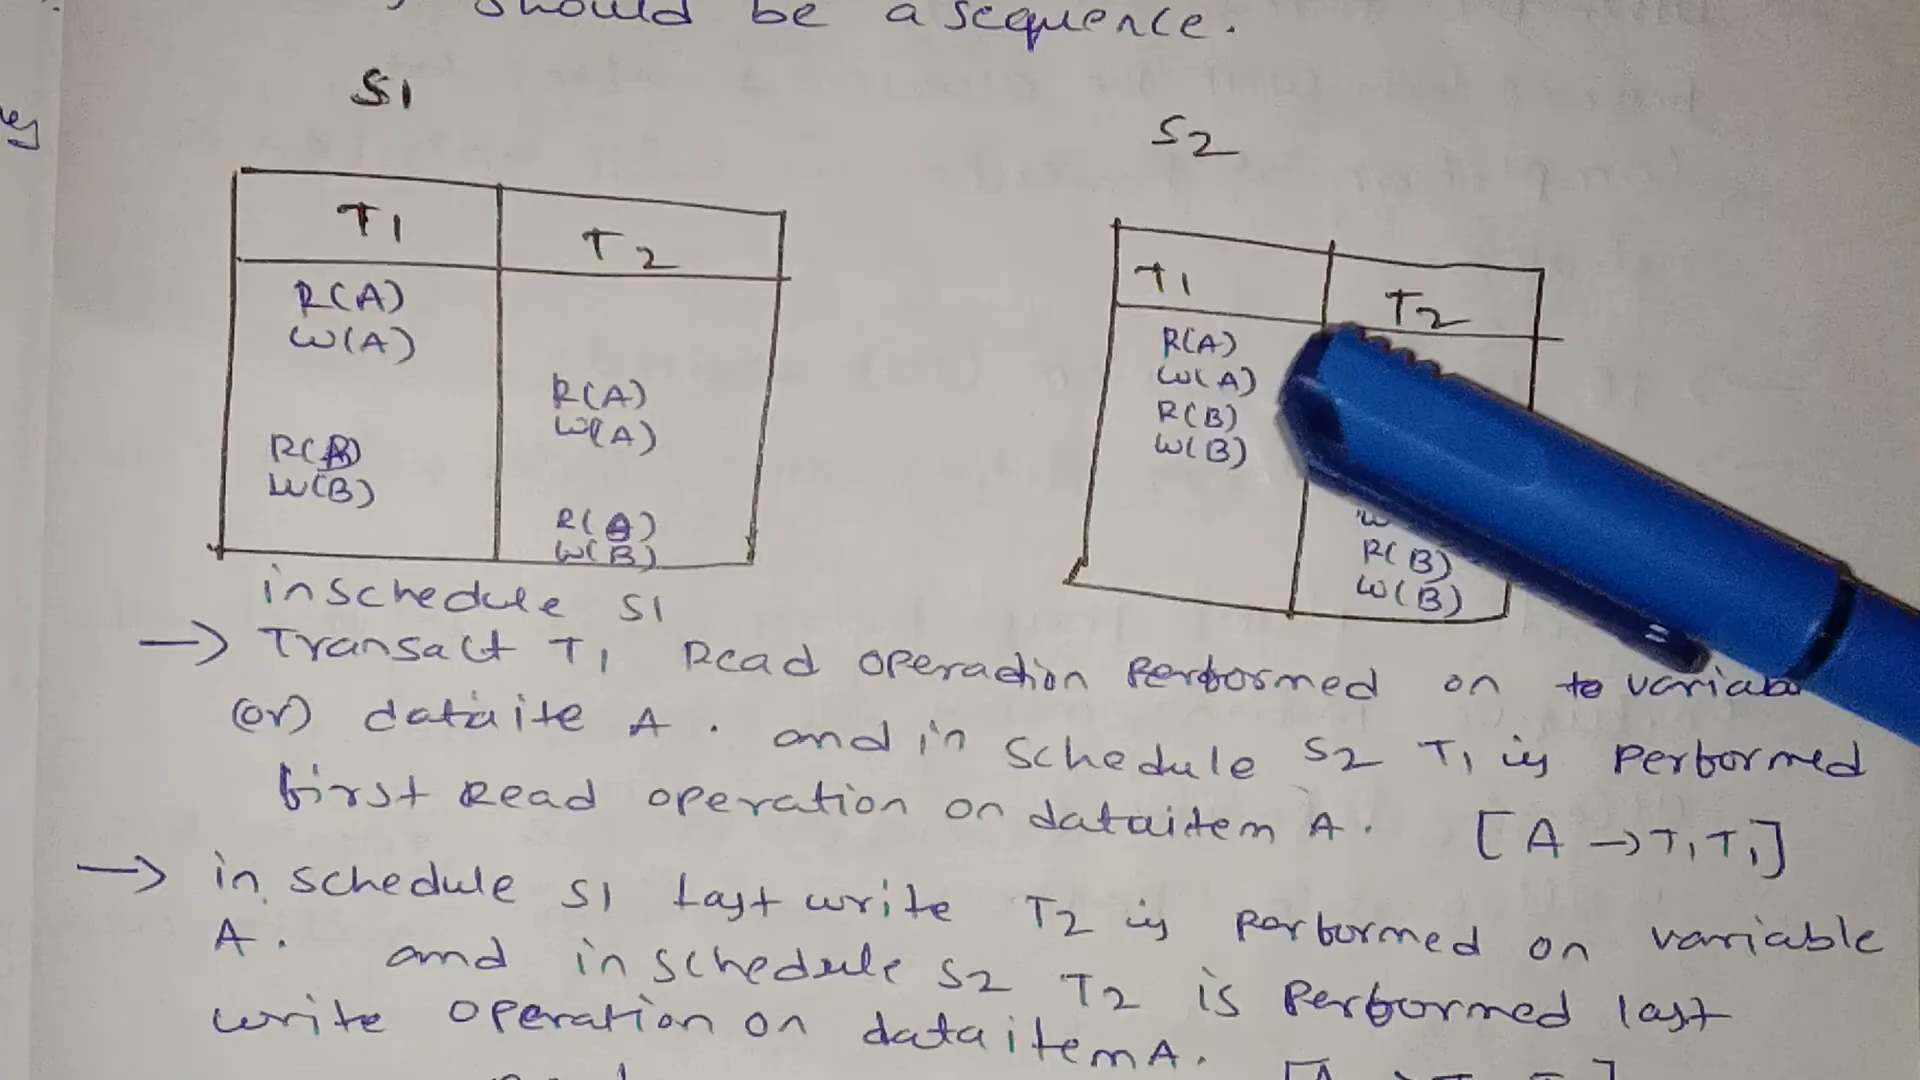 should be a sequence.
S1
S2
T1 T2
R(A)
W(A)
R(A)
W(A)
R(B)
W(B)
R(B)
W(B)
T1 T2
R(A)
W(A)
R(B)
W(B)
R(B)
W(B)
in schedule S1
→ Transact T1 Read operation performed on to
(or) dataite A. and in schedule S2 T1 is performed
first Read operation on dataitem A. [A → T1 T1]
→ in schedule S1 last write T2 is performed on variable
A. and in schedule S2 T2 is performed last
write operation on dataitem A.